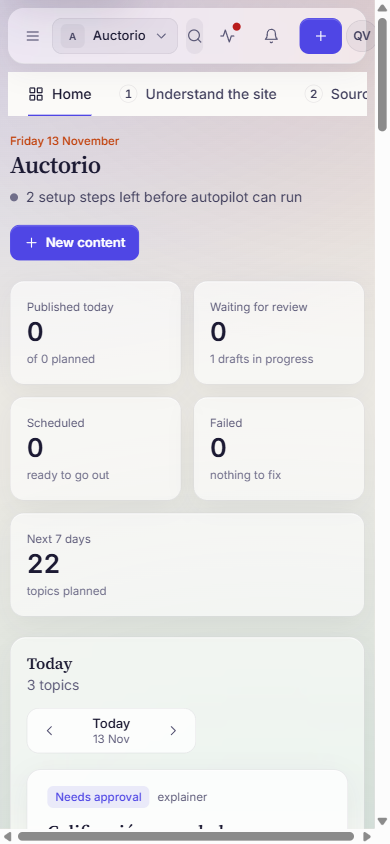 A Auctorio QV
Home 1 Understand the site 2
Friday 13 November
Auctorio
2 setup steps left before autopilot can run
New content
Published today
0
of 0 planned
Waiting for review
0
1 drafts in progress
Scheduled
0
ready to go out
Failed
0
nothing to fix
Next 7 days
22
topics planned
Today
3 topics
Today
13 Nov
Needs approval explainer